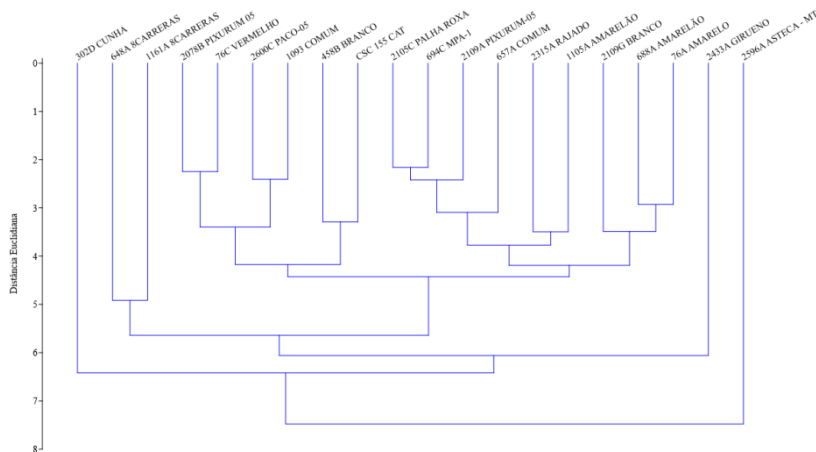 302D CUNHA
648A 8CARRERAS
1161A 8CARRERAS
2078B PIXURUM 05
76C VERMELHO
2600C PACO-05
1093 COMUM
458B BRANCO
CSC 155 CAT
2105C PALHA ROXA
694C MPA-1
2109A PIXURUM-05
657A COMUM
2315A RAJADO
1105A AMARELÃO
2109G BRANCO
688A AMARELÃO
76A AMARELO
2433A GIRUENO
2596A ASTECA - MT
0
1
2
3
4
5
6
7
8
Distância Euclidiana